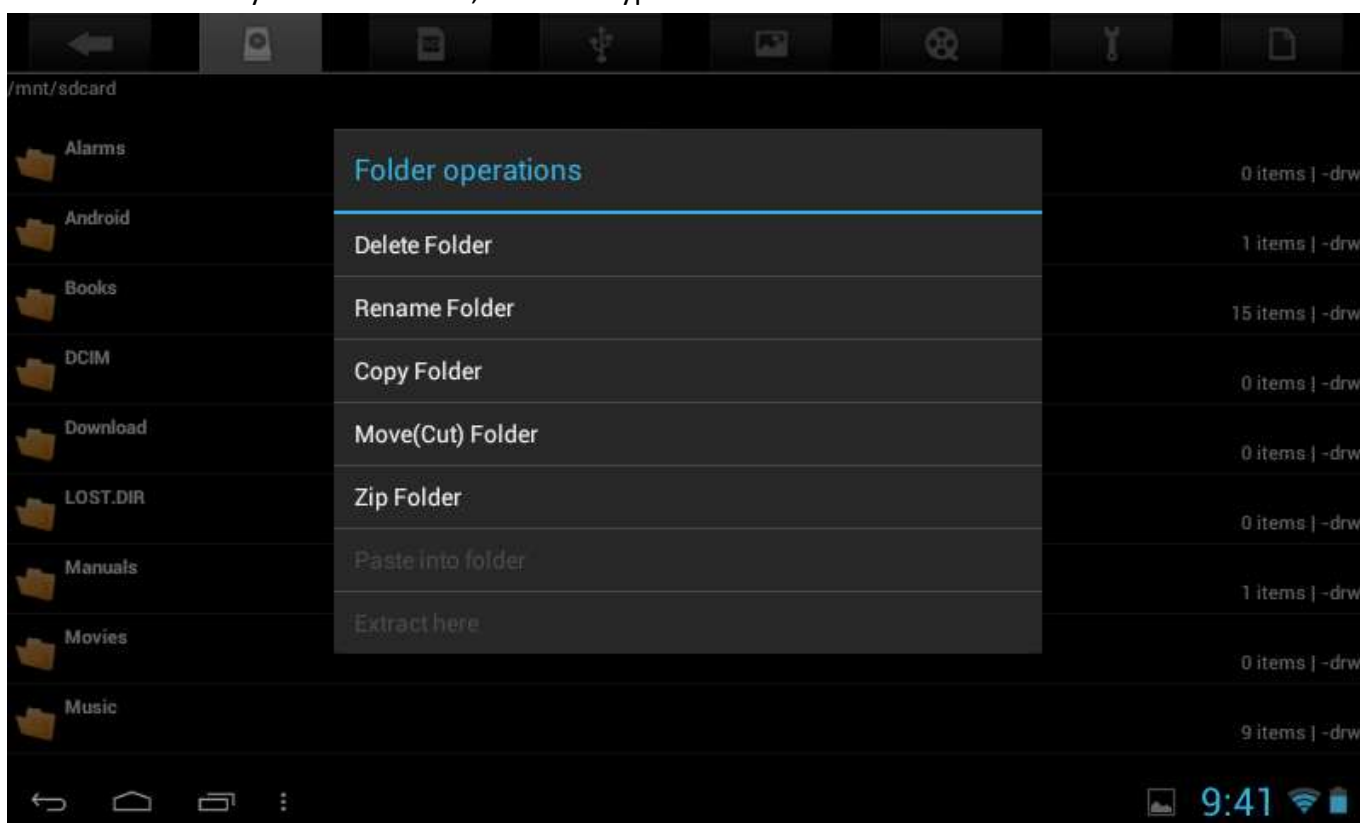 /mnt/sdcard
Alarms
0 items | -drw
Android
1 items | -drw
Books
15 items | -drw
DCIM
0 items | -drw
Download
0 items | -drw
LOST.DIR
0 items | -drw
Manuals
1 items | -drw
Movies
0 items | -drw
Music
9 items | -drw
Folder operations
Delete Folder
Rename Folder
Copy Folder
Move(Cut) Folder
Zip Folder
Paste into folder
Extract here
9:41